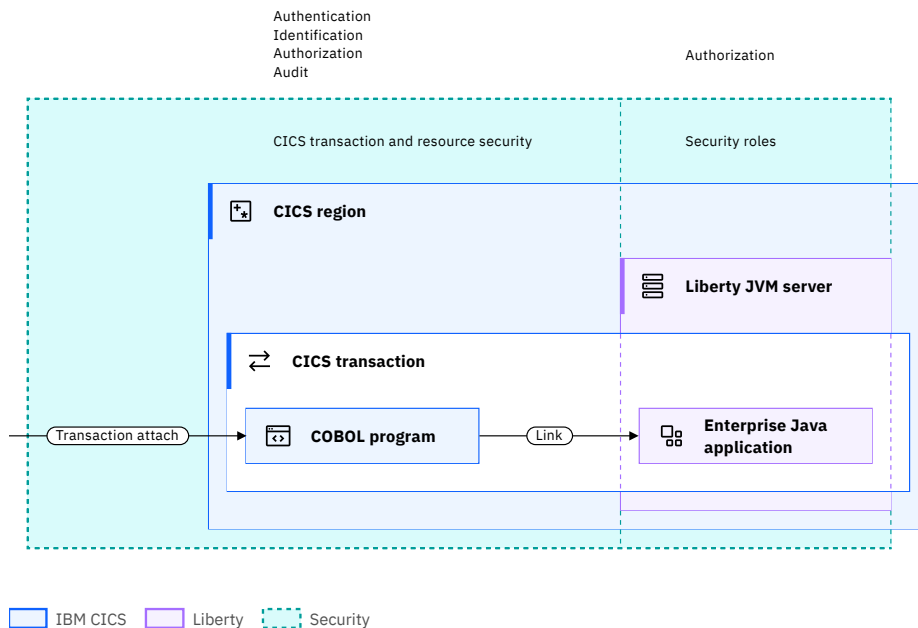 Authentication
Identification
Authorization
Audit
Authorization
CICS transaction and resource security
Security roles
CICS region
Liberty JVM server
CICS transaction
Transaction attach
COBOL program
Link
Enterprise Java
application
IBM CICS
Liberty
Security